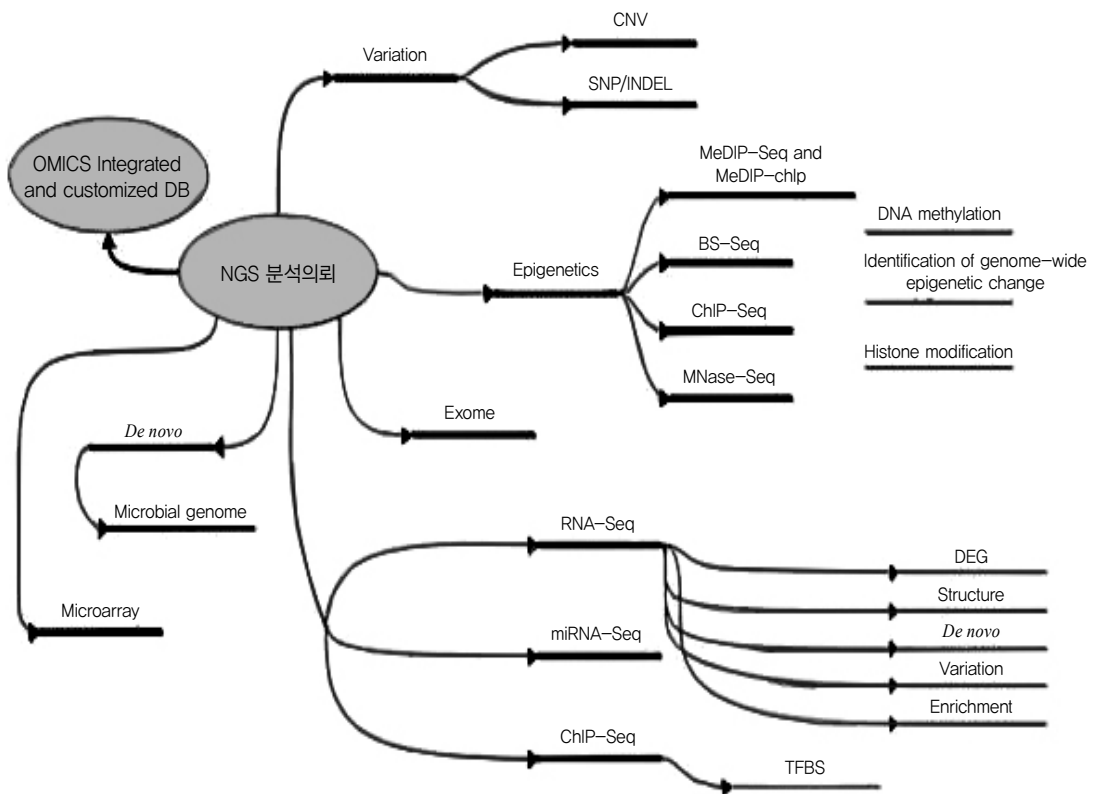 CNV
Variation
SNP/INDEL
OMICS Integrated
and customized DB
MeDIP-Seq and
MeDIP-chlp
DNA methylation
BS-Seq
NGS 분석의뢰
Epigenetics
Identification of genome-wide
epigenetic change
ChIP-Seq
Histone modification
MNase-Seq
Exome
De novo
Microbial genome
RNA-Seq
DEG
Structure
Microarray
miRNA-Seq
De novo
Variation
Enrichment
ChIP-Seq
TFBS